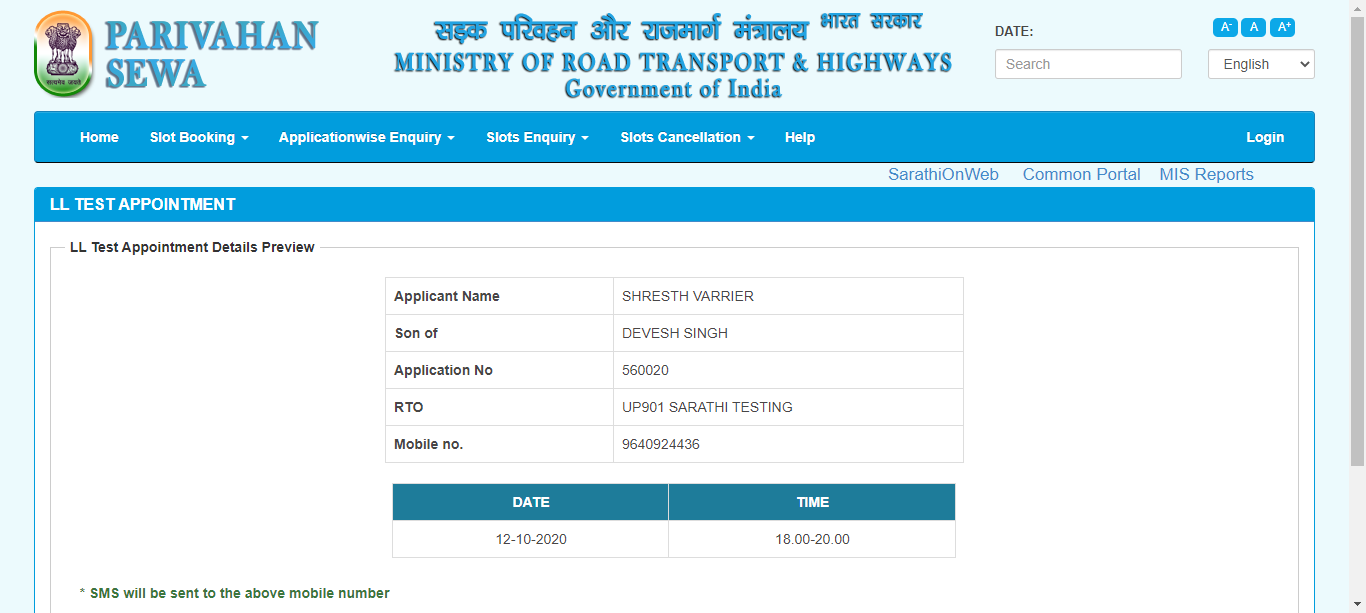 PARIVAHAN
SEWA
सड़क परिवहन और राजमार्ग मंत्रालय भारत सरकार
MINISTRY OF ROAD TRANSPORT & HIGHWAYS
Government of India
DATE:
Search
A- A A+
English
Home Slot Booking Applicationwise Enquiry Slots Enquiry Slots Cancellation Help Login
SarathiOnWeb Common Portal MIS Reports
LL TEST APPOINTMENT
LL Test Appointment Details Preview
Applicant Name SHRESTH VARRIER
Son of DEVESH SINGH
Application No 560020
RTO UP901 SARATHI TESTING
Mobile no. 9640924436
DATE TIME
12-10-2020 18.00-20.00
* SMS will be sent to the above mobile number